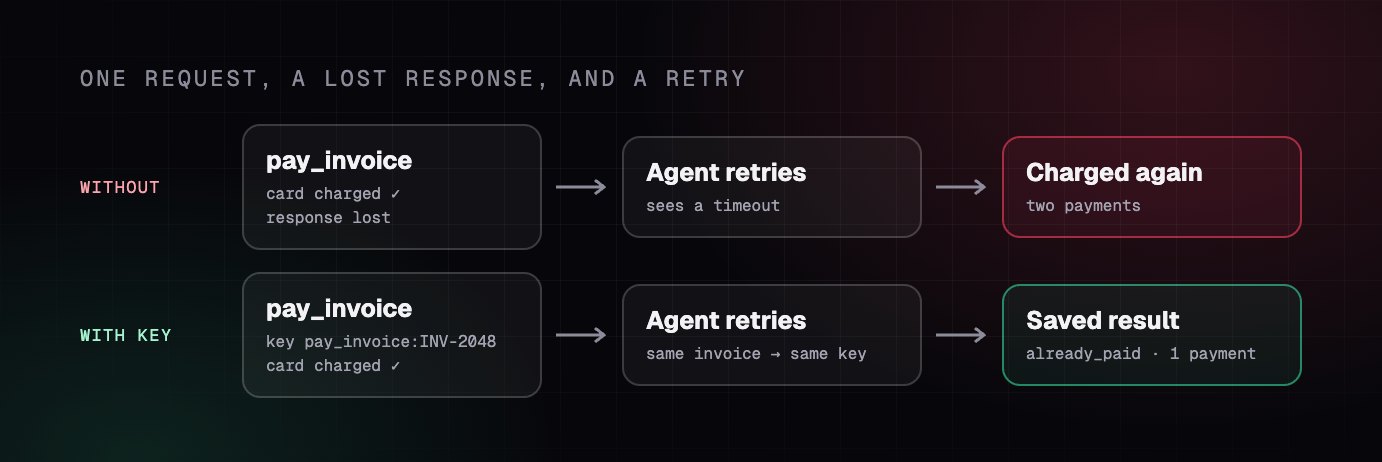 ONE REQUEST, A LOST RESPONSE, AND A RETRY
WITHOUT
pay_invoice
card charged ✓
response lost
Agent retries
sees a timeout
Charged again
two payments
WITH KEY
pay_invoice
key pay_invoice:INV-2048
card charged ✓
Agent retries
same invoice → same key
Saved result
already_paid · 1 payment